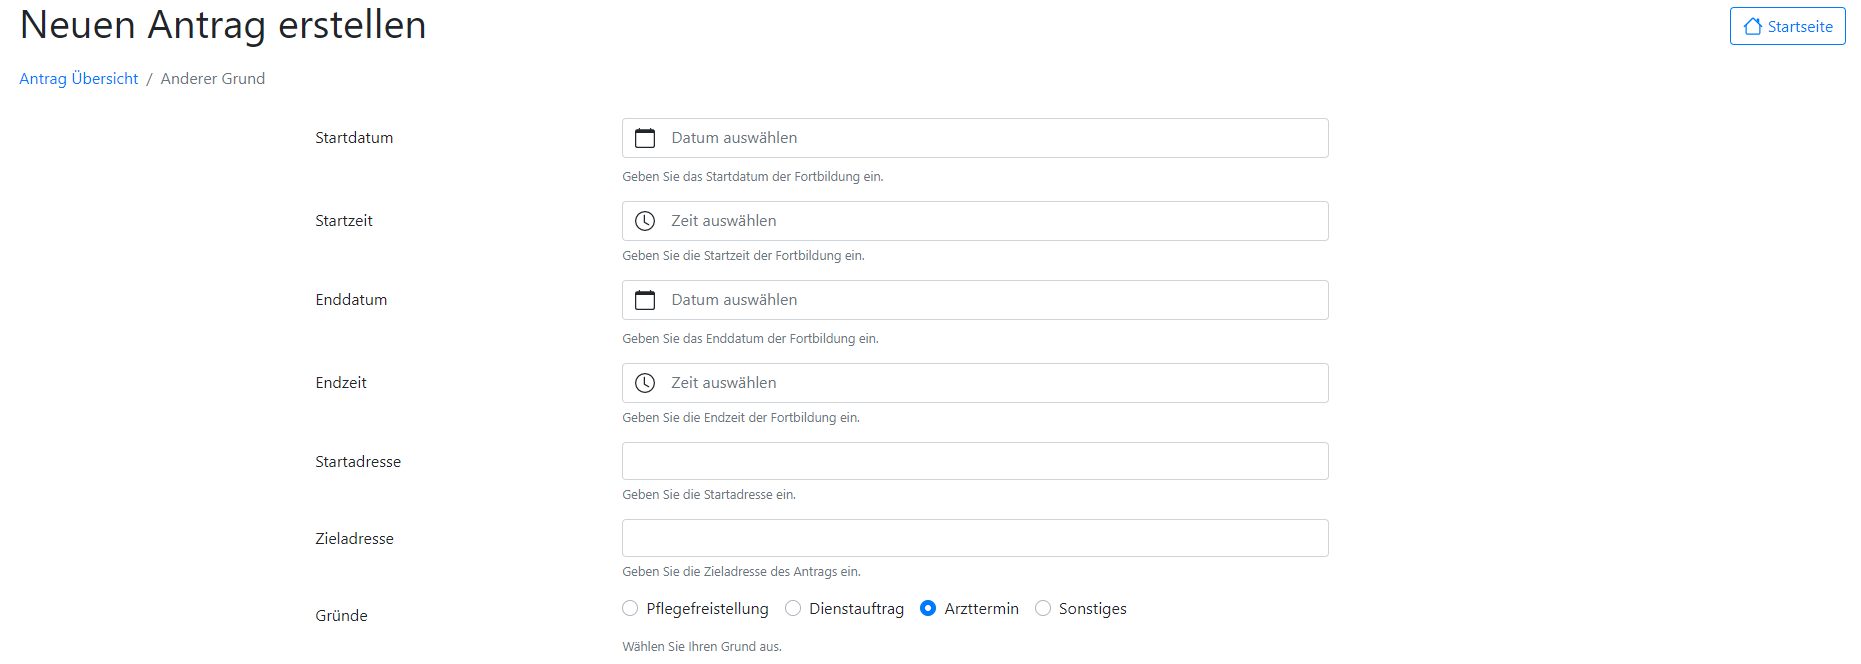 Neuen Antrag erstellen
Startseite
Antrag Übersicht / Anderer Grund
Startdatum
Datum auswählen
Geben Sie das Startdatum der Fortbildung ein.
Startzeit
Zeit auswählen
Geben Sie die Startzeit der Fortbildung ein.
Enddatum
Datum auswählen
Geben Sie das Enddatum der Fortbildung ein.
Endzeit
Zeit auswählen
Geben Sie die Endzeit der Fortbildung ein.
Startadresse
Geben Sie die Startadresse ein.
Zieladresse
Geben Sie die Zieladresse des Antrags ein.
Gründe
Pflegefreistellung Dienstauftrag Arzttermin Sonstiges
Wählen Sie Ihren Grund aus.